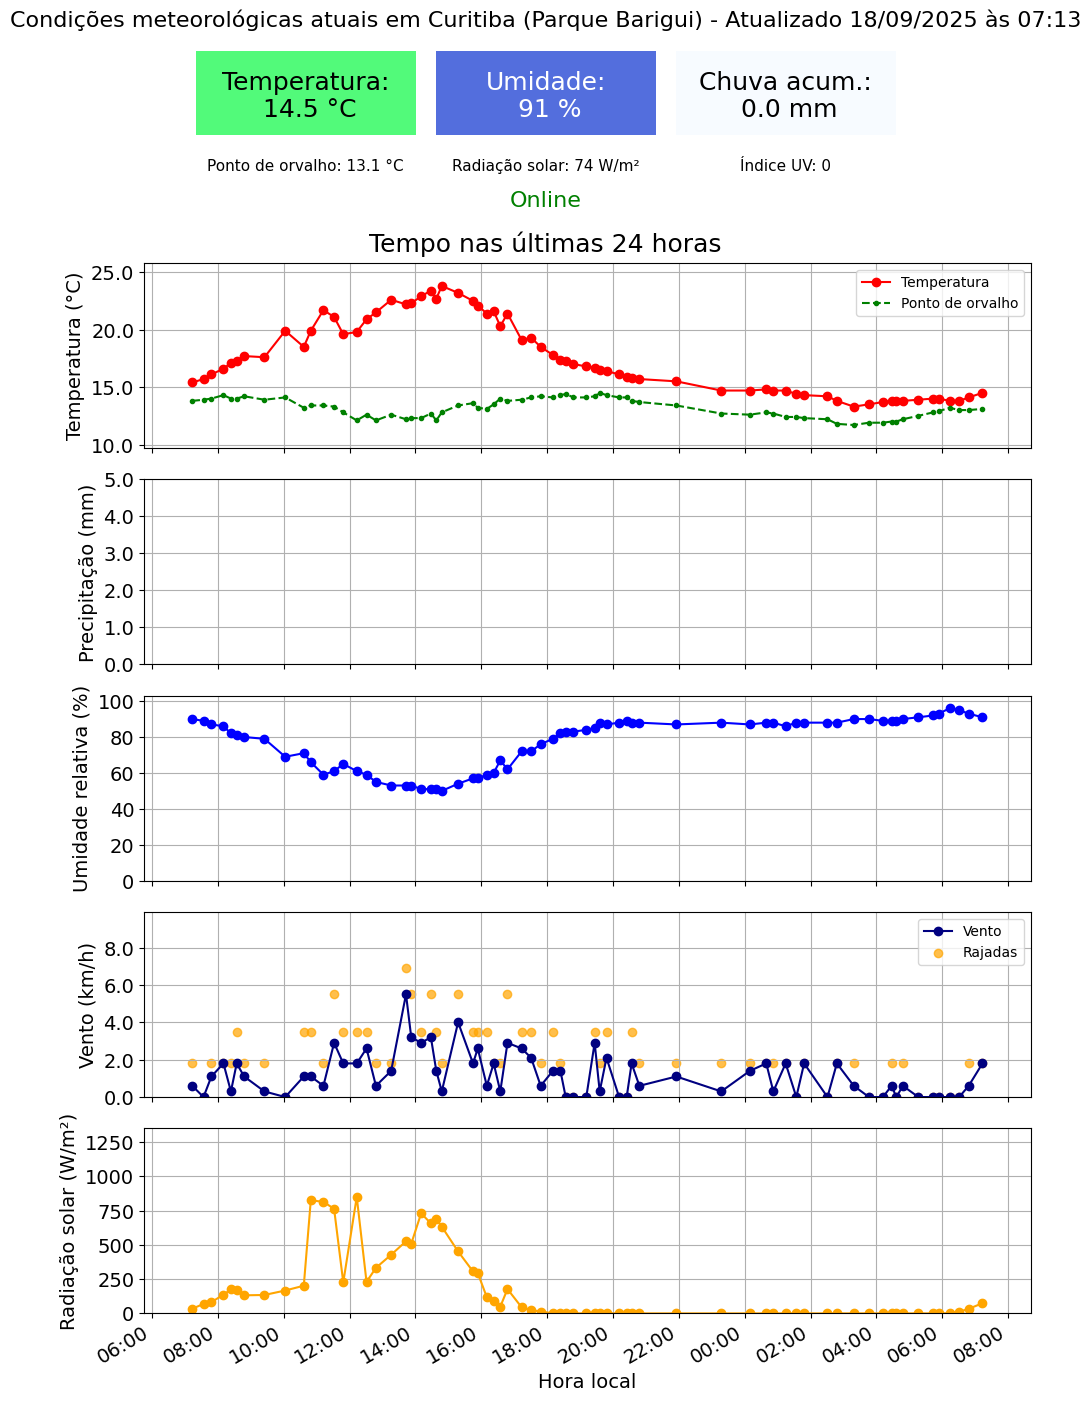 Condições meteorológicas atuais em Curitiba (Parque Barigui) - Atualizado 18/09/2025 às 07:13
Temperatura:
14.5 °C
Umidade:
91 %
Chuva acum.:
0.0 mm
Ponto de orvalho: 13.1 °C
Radiação solar: 74 W/m²
Índice UV: 0
Online
Tempo nas últimas 24 horas
Temperatura (°C)
25.0
20.0
15.0
10.0
Temperatura
Ponto de orvalho
Precipitação (mm)
5.0
4.0
3.0
2.0
1.0
0.0
Umidade relativa (%)
100
80
60
40
20
0
Vento (km/h)
8.0
6.0
4.0
2.0
0.0
Vento
Rajadas
Radiação solar (W/m²)
1250
1000
750
500
250
0
06:00
08:00
10:00
12:00
14:00
16:00
18:00
20:00
22:00
00:00
02:00
04:00
06:00
08:00
Hora local